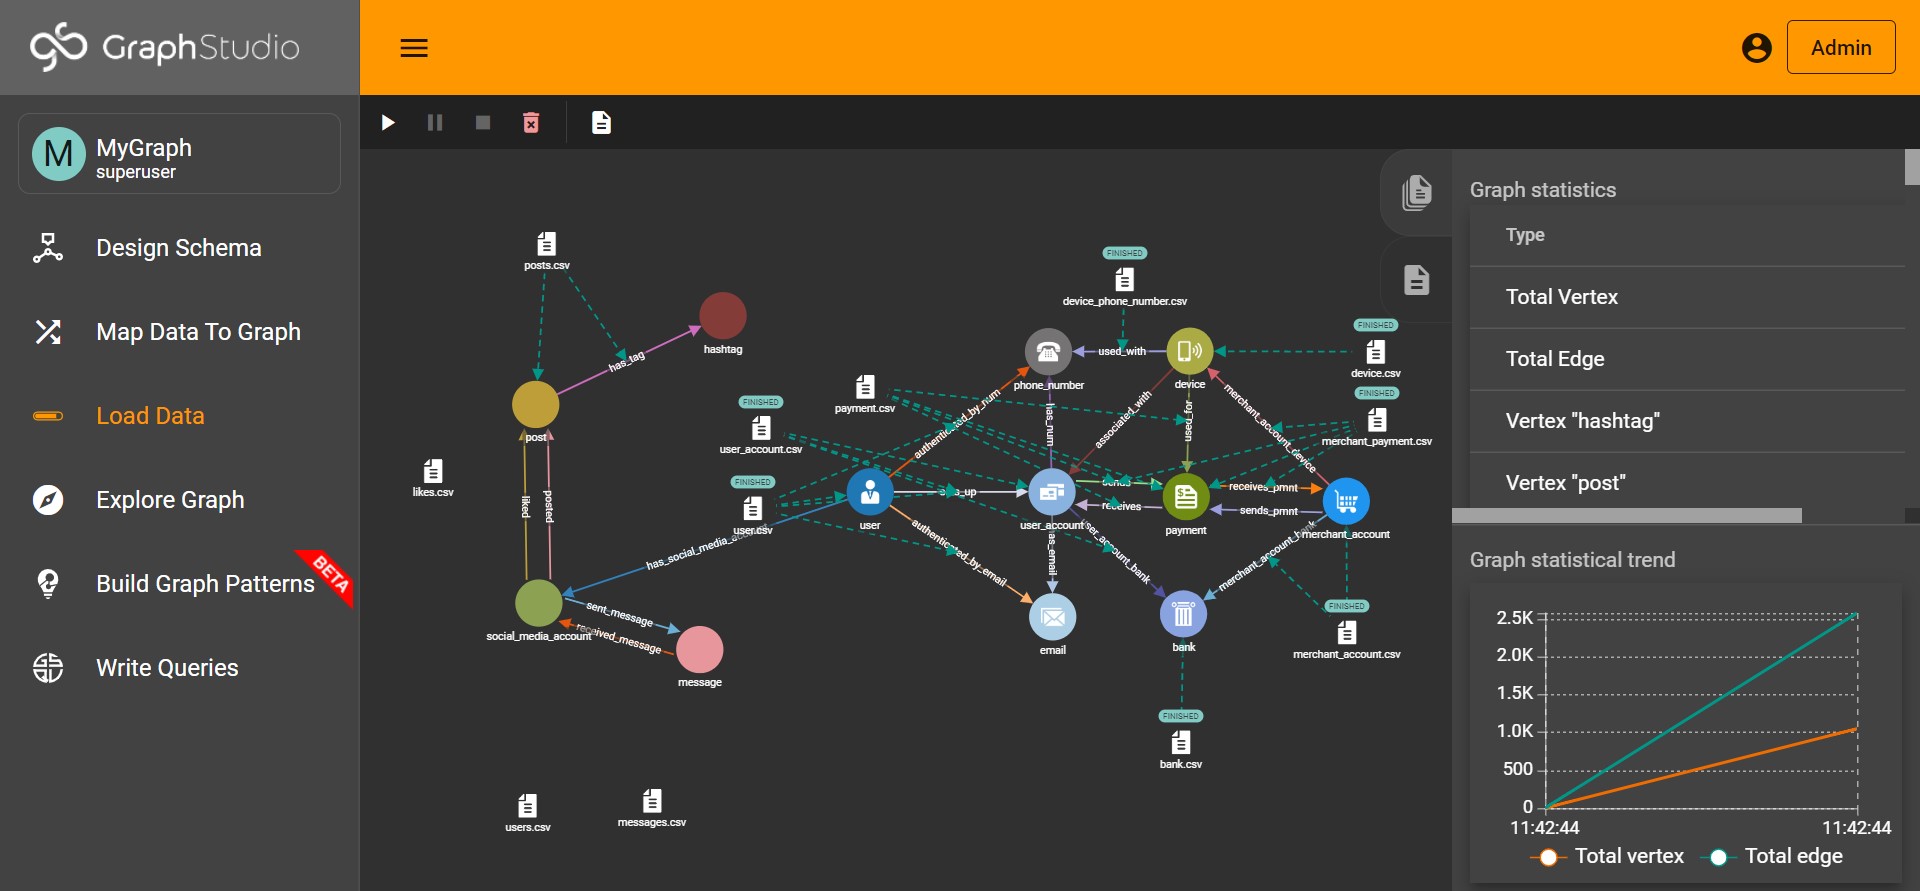 GraphStudio
Admin
M
MyGraph
superuser
Design Schema
Map Data To Graph
Load Data
Explore Graph
Build Graph Patterns
BETA
Write Queries
posts.csv
hashtag
has_tag
post
likes.csv
liked
posted
social_media_account
sent_message
received_message
message
users.csv
messages.csv
FINISHED
device_phone_number.csv
FINISHED
device.csv
phone_number
used_with
device
payment.csv
FINISHED
merchant_payment.csv
FINISHED
user_account.csv
authenticated_by_num
has_num
associated_with
used_for
merchant_account_device
FINISHED
user.csv
user
user_account
sends
receives
payment
receives_pmnt
sends_pmnt
merchant_account
has_social_media_
authenticated_by_email
user_account_bank
merchant_account_bank
email
bank
FINISHED
merchant_account.csv
FINISHED
bank.csv
Graph statistics
Type
Total Vertex
Total Edge
Vertex "hashtag"
Vertex "post"
Graph statistical trend
2.5K
2.0K
1.5K
1.0K
500
0
11:42:44
11:42:44
Total vertex
Total edge